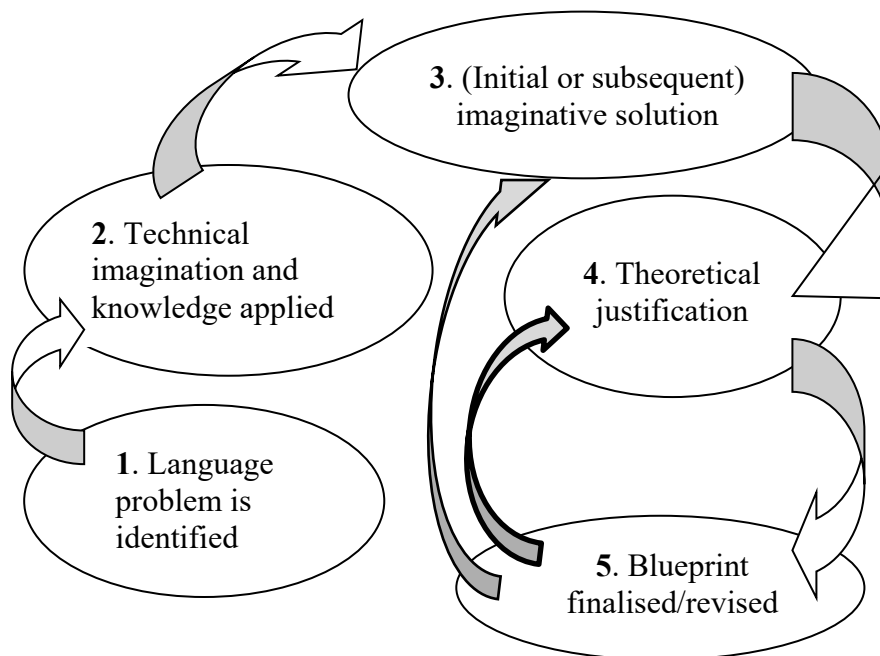 1. Language
problem is
identified
2. Technical
imagination and
knowledge applied
3. (Initial or subsequent)
imaginative solution
4. Theoretical
justification
5. Blueprint
finalised/revised